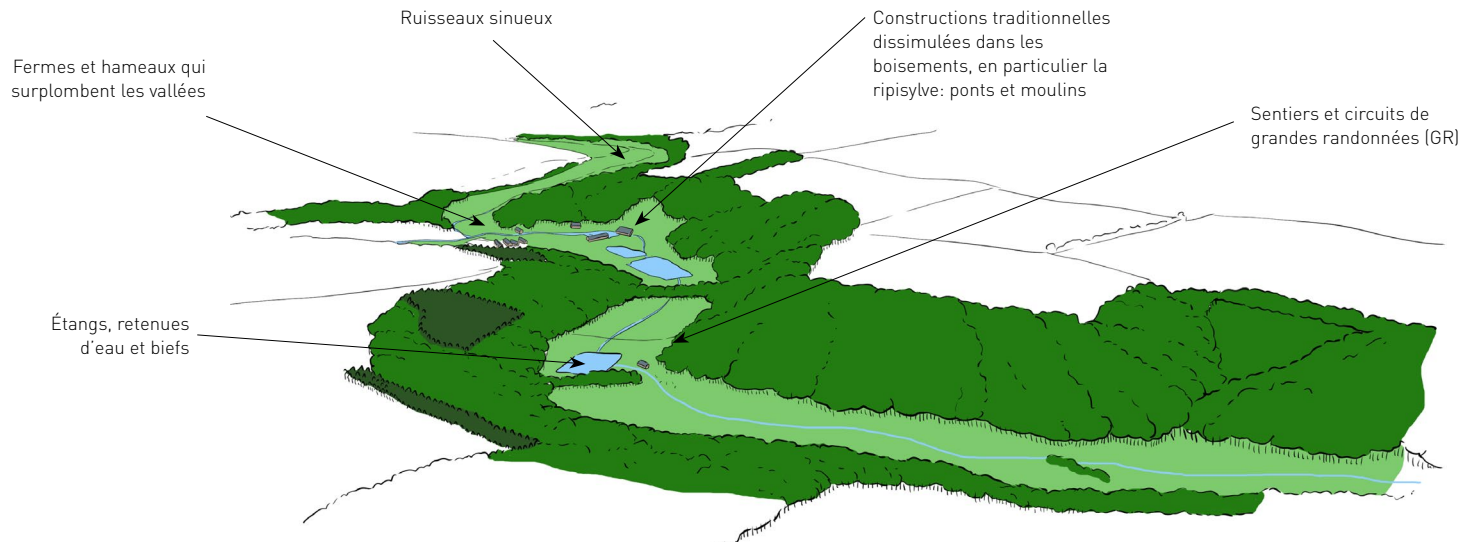 Ruisseaux sinueux
Constructions traditionnelles
dissimulées dans les
boisements, en particulier la
ripisylve: ponts et moulins
Fermes et hameaux qui
surplombent les vallées
Sentiers et circuits de
grandes randonnées (GR)
Étangs, retenues
d'eau et biefs